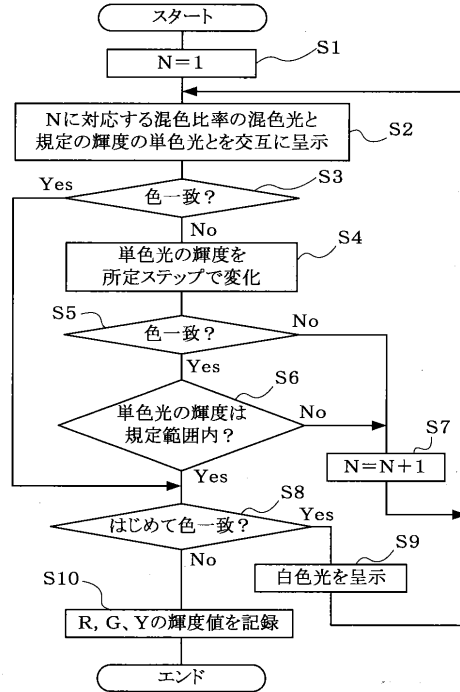 スタート
S1
N=1
S2
Nに対応する混色比率の混色光と
規定の輝度の単色光とを交互に呈示
Yes
S3
色一致?
No
S4
単色光の輝度を
所定ステップで変化
S5
色一致?
No
Yes
S6
単色光の輝度は
規定範囲内?
No
S7
N=N+1
Yes
S8
はじめて色一致?
Yes
No
S9
白色光を呈示
S10
R, G、Yの輝度値を記録
エンド